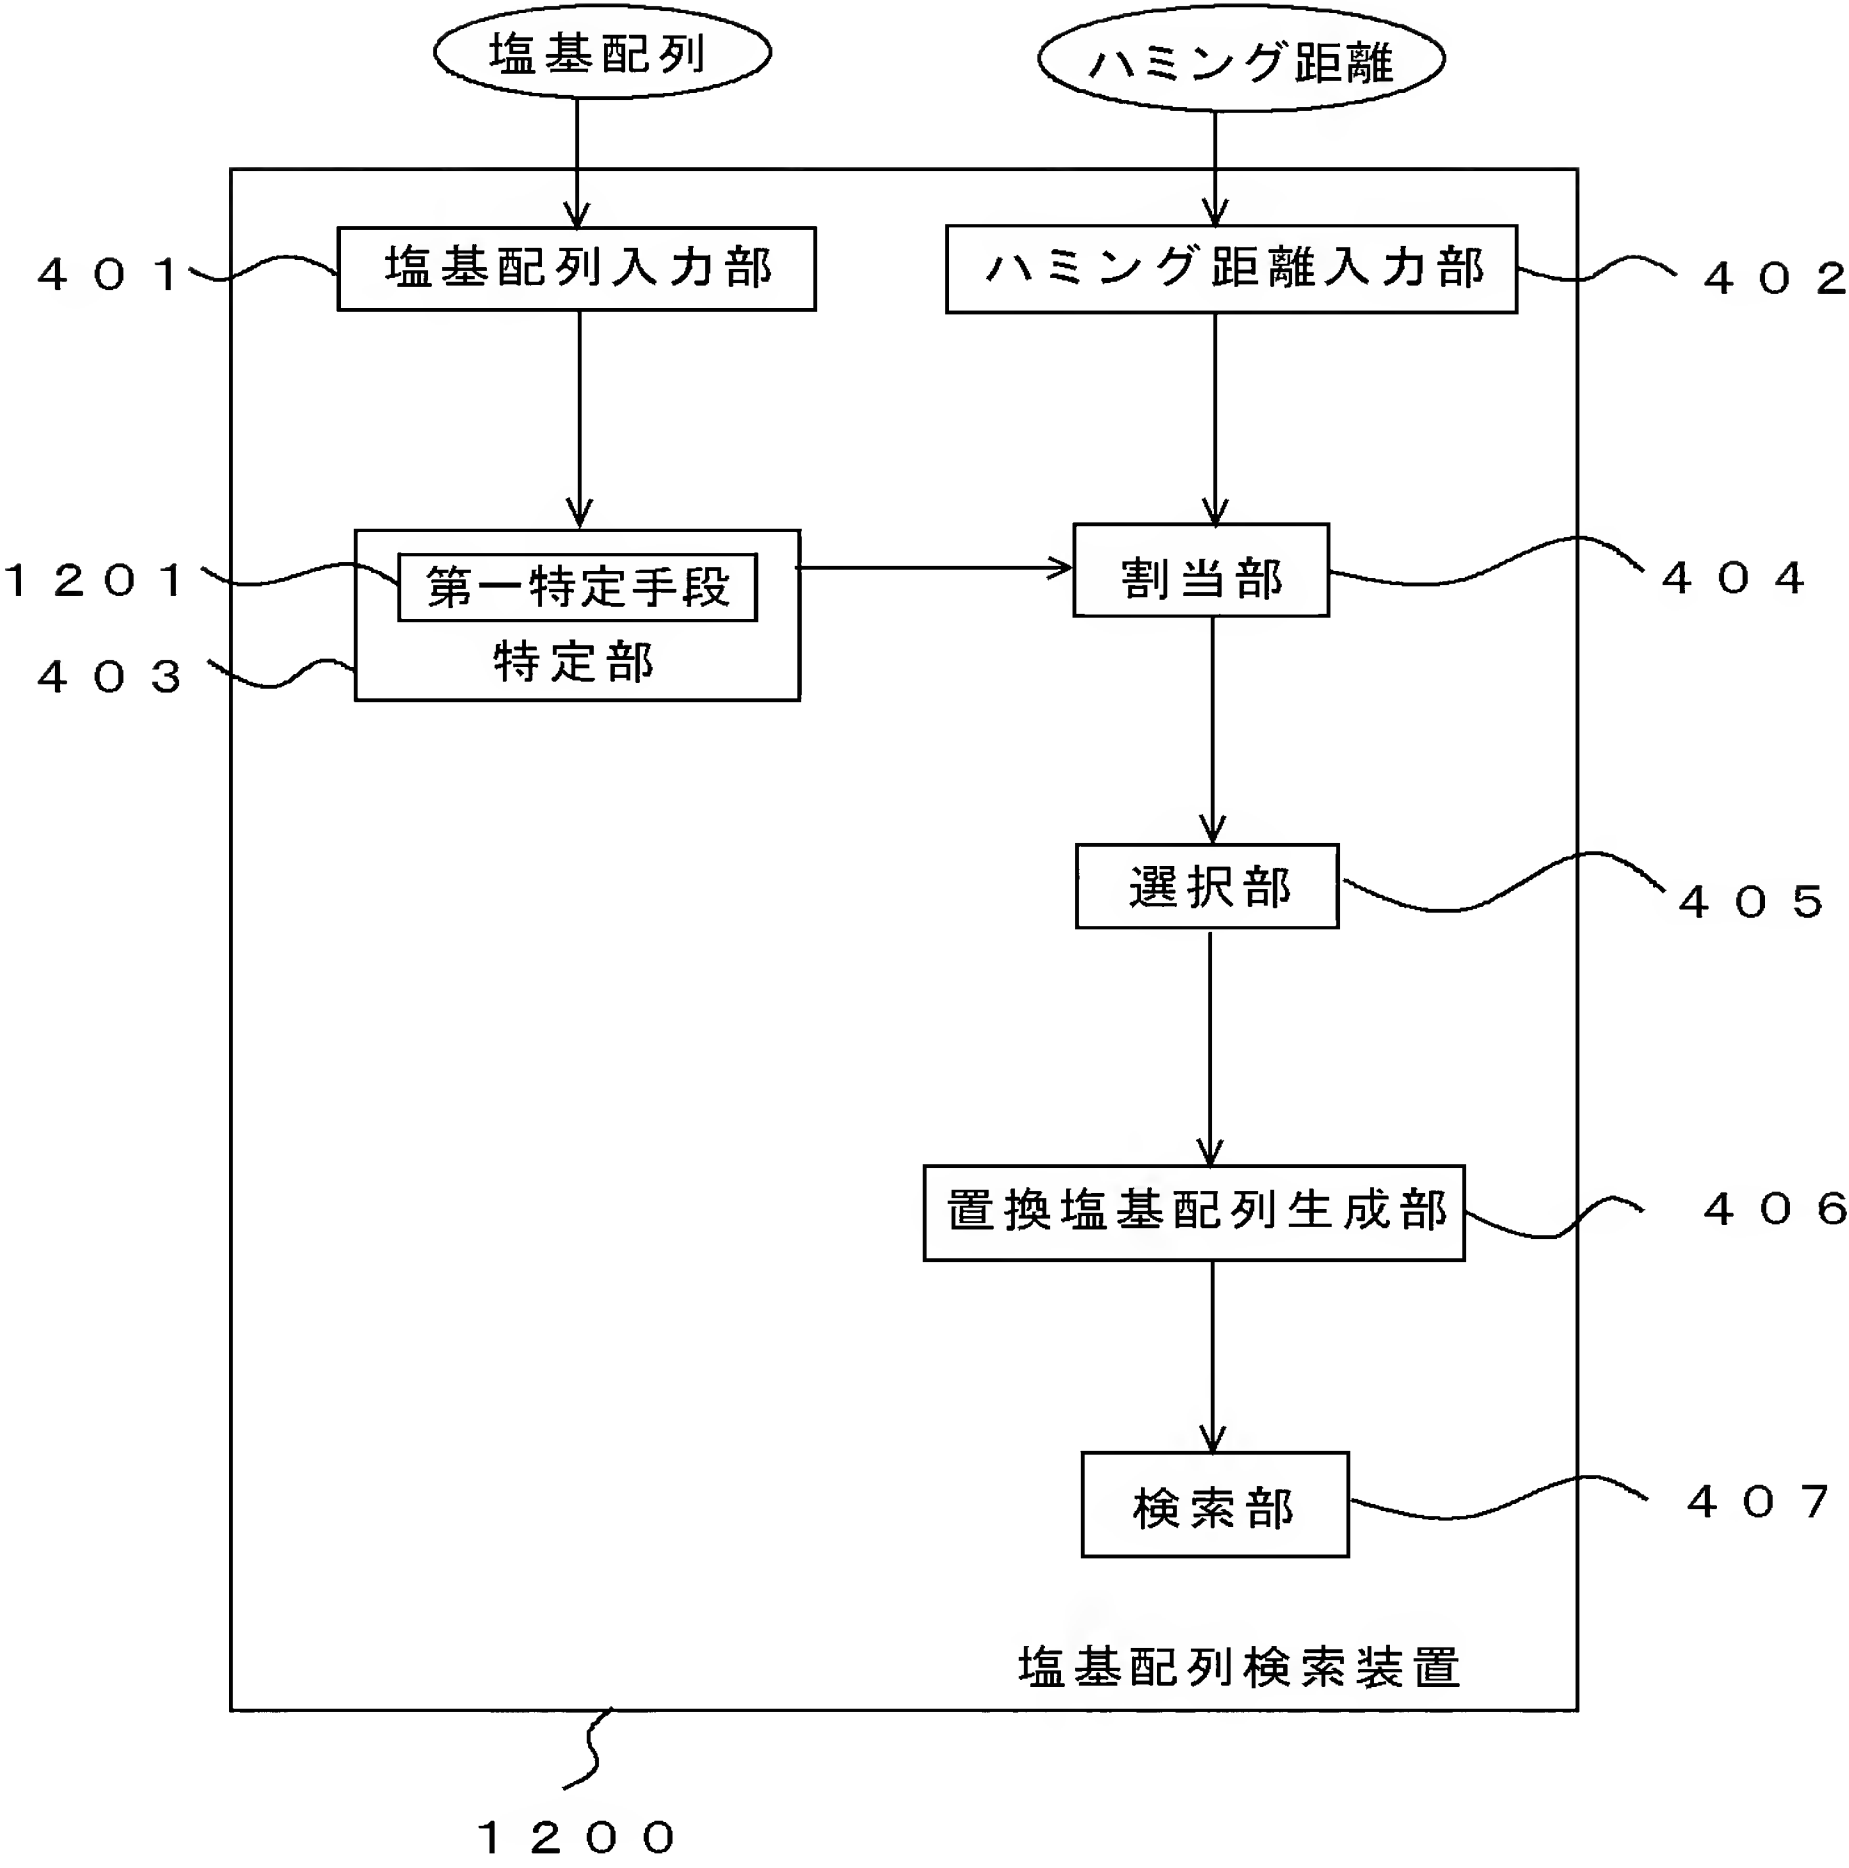 塩基配列
ハミング距離
塩基配列入力部
ハミング距離入力部
401
402
第一特定手段
割当部
1201
404
特定部
403
選択部
405
置換塩基配列生成部
406
検索部
407
塩基配列検索装置
1200